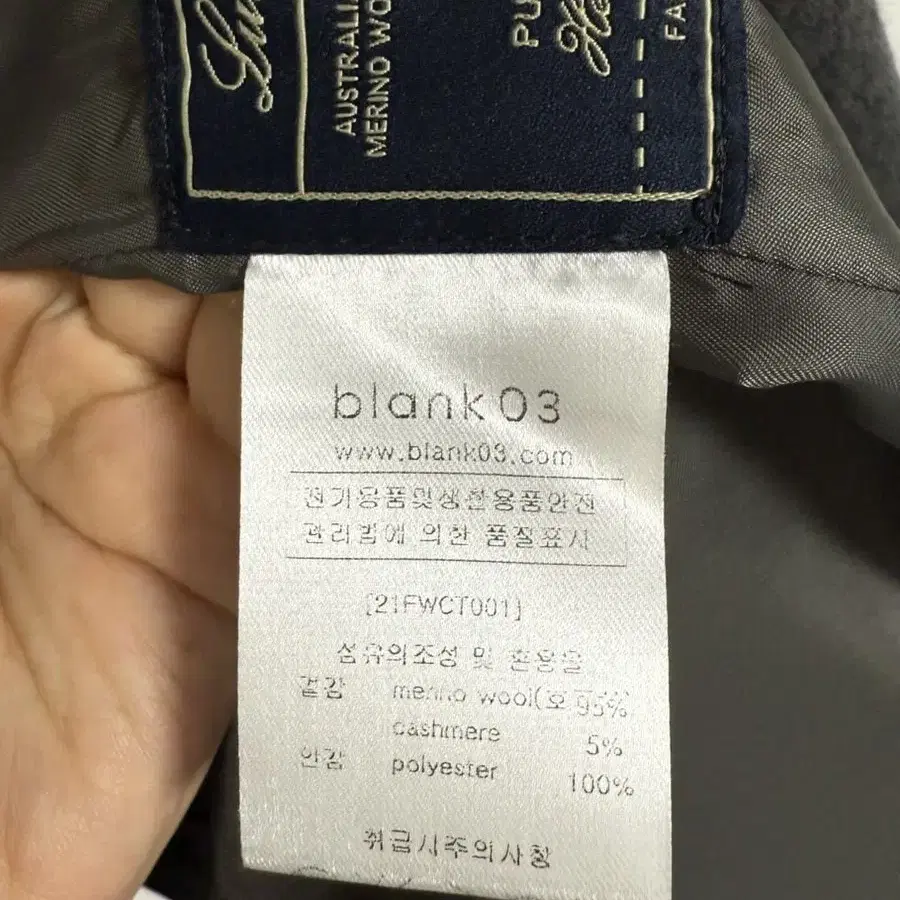 AUSTRALIA
MERINO WO
PU
FA
blank03
www.blank03.com
전기용품및생활용품안전
관리법에 의한 품질표시
[21FWCT001]
섬유의조성 및 혼용율
겉감 merino wool(호 95%
cashmere 5%
안감 polyester 100%
취급시주의사항